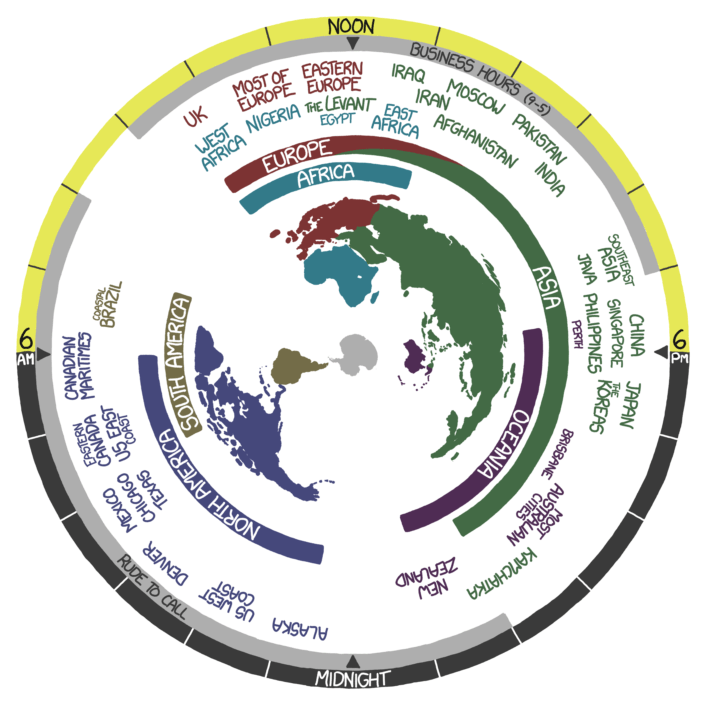 NOON
BUSINESS HOURS (9-5)
UK
MOST OF
EUROPE
EASTERN
EUROPE
IRAQ
IRAN
MOSCOW
PAKISTAN
WEST
AFRICA
NIGERIA
THE LEVANT
EGYPT
EAST
AFRICA
AFGHANISTAN
INDIA
EUROPE
AFRICA
ASIA
SOUTHEAST
ASIA
JAVA
COASTAL
BRAZIL
CHINA
SINGAPORE
PHILIPPINES
PERTH
6
AM
6
PM
SOUTH AMERICA
CANADIAN
MARITIMES
JAPAN
THE
KOREAS
OCEANIA
NORTH AMERICA
EASTERN
CANADA
US EAST
COAST
BRISBANE
MEXICO
CHICAGO
TEXAS
MOST
AUSTRALIAN
CITIES
DENVER
KAMCHATKA
RUDE TO CALL
US WEST
COAST
NEW
ZEALAND
ALASKA
MIDNIGHT